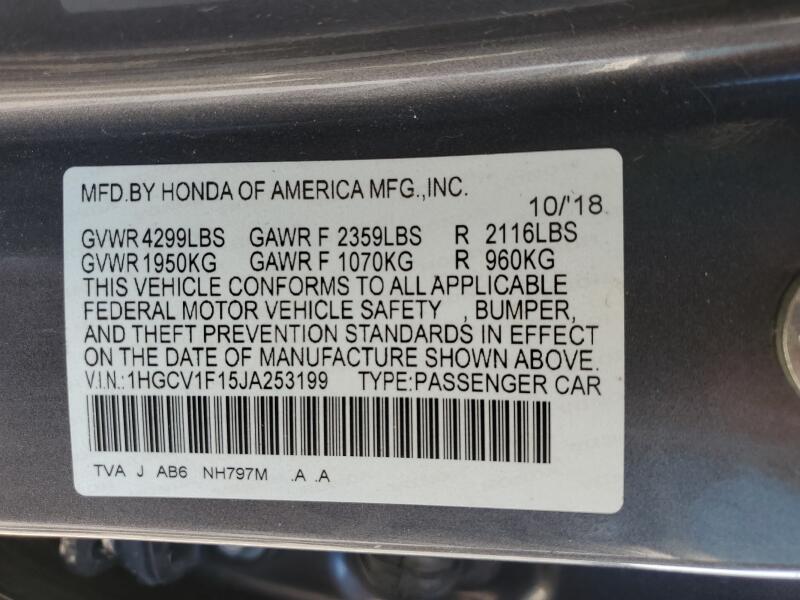 MFD.BY HONDA OF AMERICA MFG.,INC.
10/'18
GVWR 4299LBS GAWR F 2359LBS R 2116LBS
GVWR 1950KG GAWR F 1070KG R 960KG
THIS VEHICLE CONFORMS TO ALL APPLICABLE
FEDERAL MOTOR VEHICLE SAFETY , BUMPER,
AND THEFT PREVENTION STANDARDS IN EFFECT
ON THE DATE OF MANUFACTURE SHOWN ABOVE.
V.I.N.:1HGCV1F15JA253199 TYPE:PASSENGER CAR
TVA J AB6 NH797M .A .A